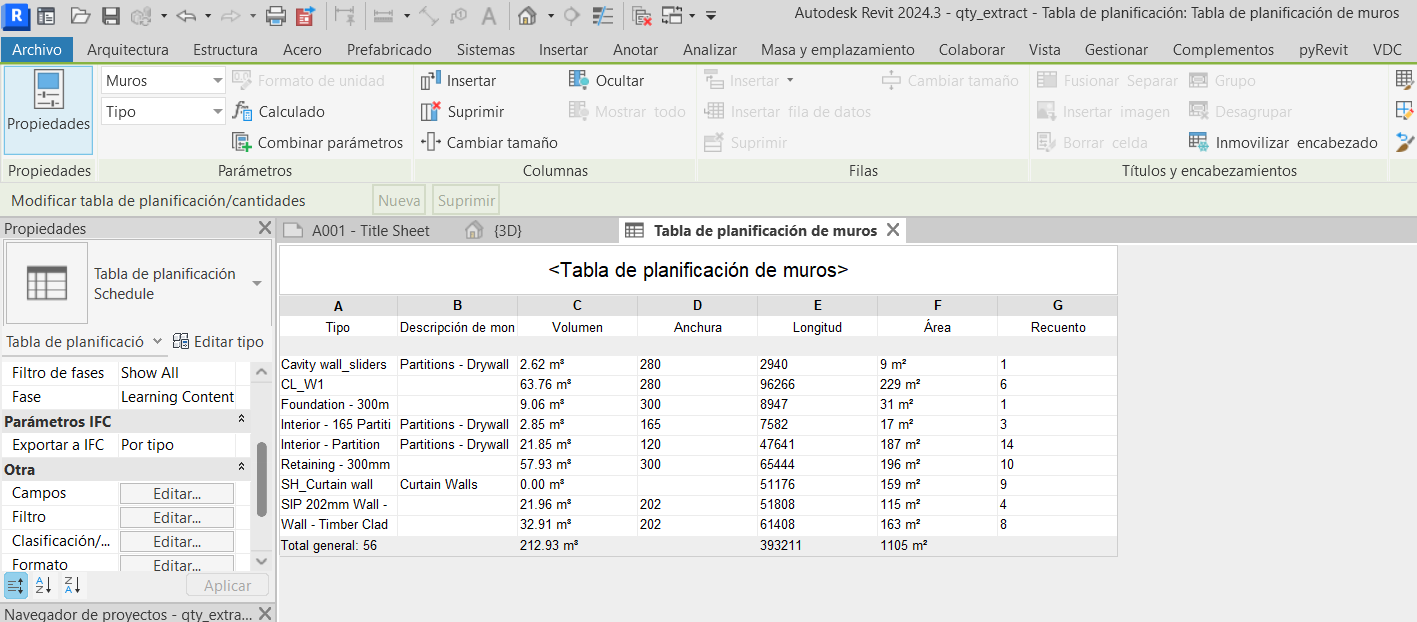 R
Autodesk Revit 2024.3 - qty_extract - Tabla de planificación: Tabla de planificación de muros
Archivo Arquitectura Estructura Acero Prefabricado Sistemas Insertar Anotar Analizar Masa y emplazamiento Colaborar Vista Gestionar Complementos pyRevit VDC
Propiedades
Muros
Tipo
Formato de unidad
Calculado
Combinar parámetros
Insertar
Suprimir
Cambiar tamaño
Ocultar
Mostrar todo
Insertar
Insertar fila de datos
Suprimir
Cambiar tamaño
Fusionar Separar
Insertar imagen
Borrar celda
Grupo
Desagrupar
Inmovilizar encabezado
Propiedades Parámetros Columnas Filas Títulos y encabezamientos
Modificar tabla de planificación/cantidades Nueva Suprimir
Propiedades
Tabla de planificación
Schedule
Tabla de planificació Editar tipo
Filtro de fases Show All
Fase Learning Content
Parámetros IFC
Exportar a IFC Por tipo
Otra
Campos Editar...
Filtro Editar...
Clasificación/... Editar...
Formato Editar...
Aplicar
Navegador de proyectos - qty_extra...
A001 - Title Sheet {3D} Tabla de planificación de muros
<Tabla de planificación de muros>
A B C D E F G
Tipo Descripción de mon Volumen Anchura Longitud Área Recuento
Cavity wall_sliders Partitions - Drywall 2.62 m³ 280 2940 9 m² 1
CL_W1 63.76 m³ 280 96266 229 m² 6
Foundation - 300m 9.06 m³ 300 8947 31 m² 1
Interior - 165 Partiti Partitions - Drywall 2.85 m³ 165 7582 17 m² 3
Interior - Partition Partitions - Drywall 21.85 m³ 120 47641 187 m² 14
Retaining - 300mm 57.93 m³ 300 65444 196 m² 10
SH_Curtain wall Curtain Walls 0.00 m³ 51176 159 m² 9
SIP 202mm Wall - 21.96 m³ 202 51808 115 m² 4
Wall - Timber Clad 32.91 m³ 202 61408 163 m² 8
Total general: 56 212.93 m³ 393211 1105 m²